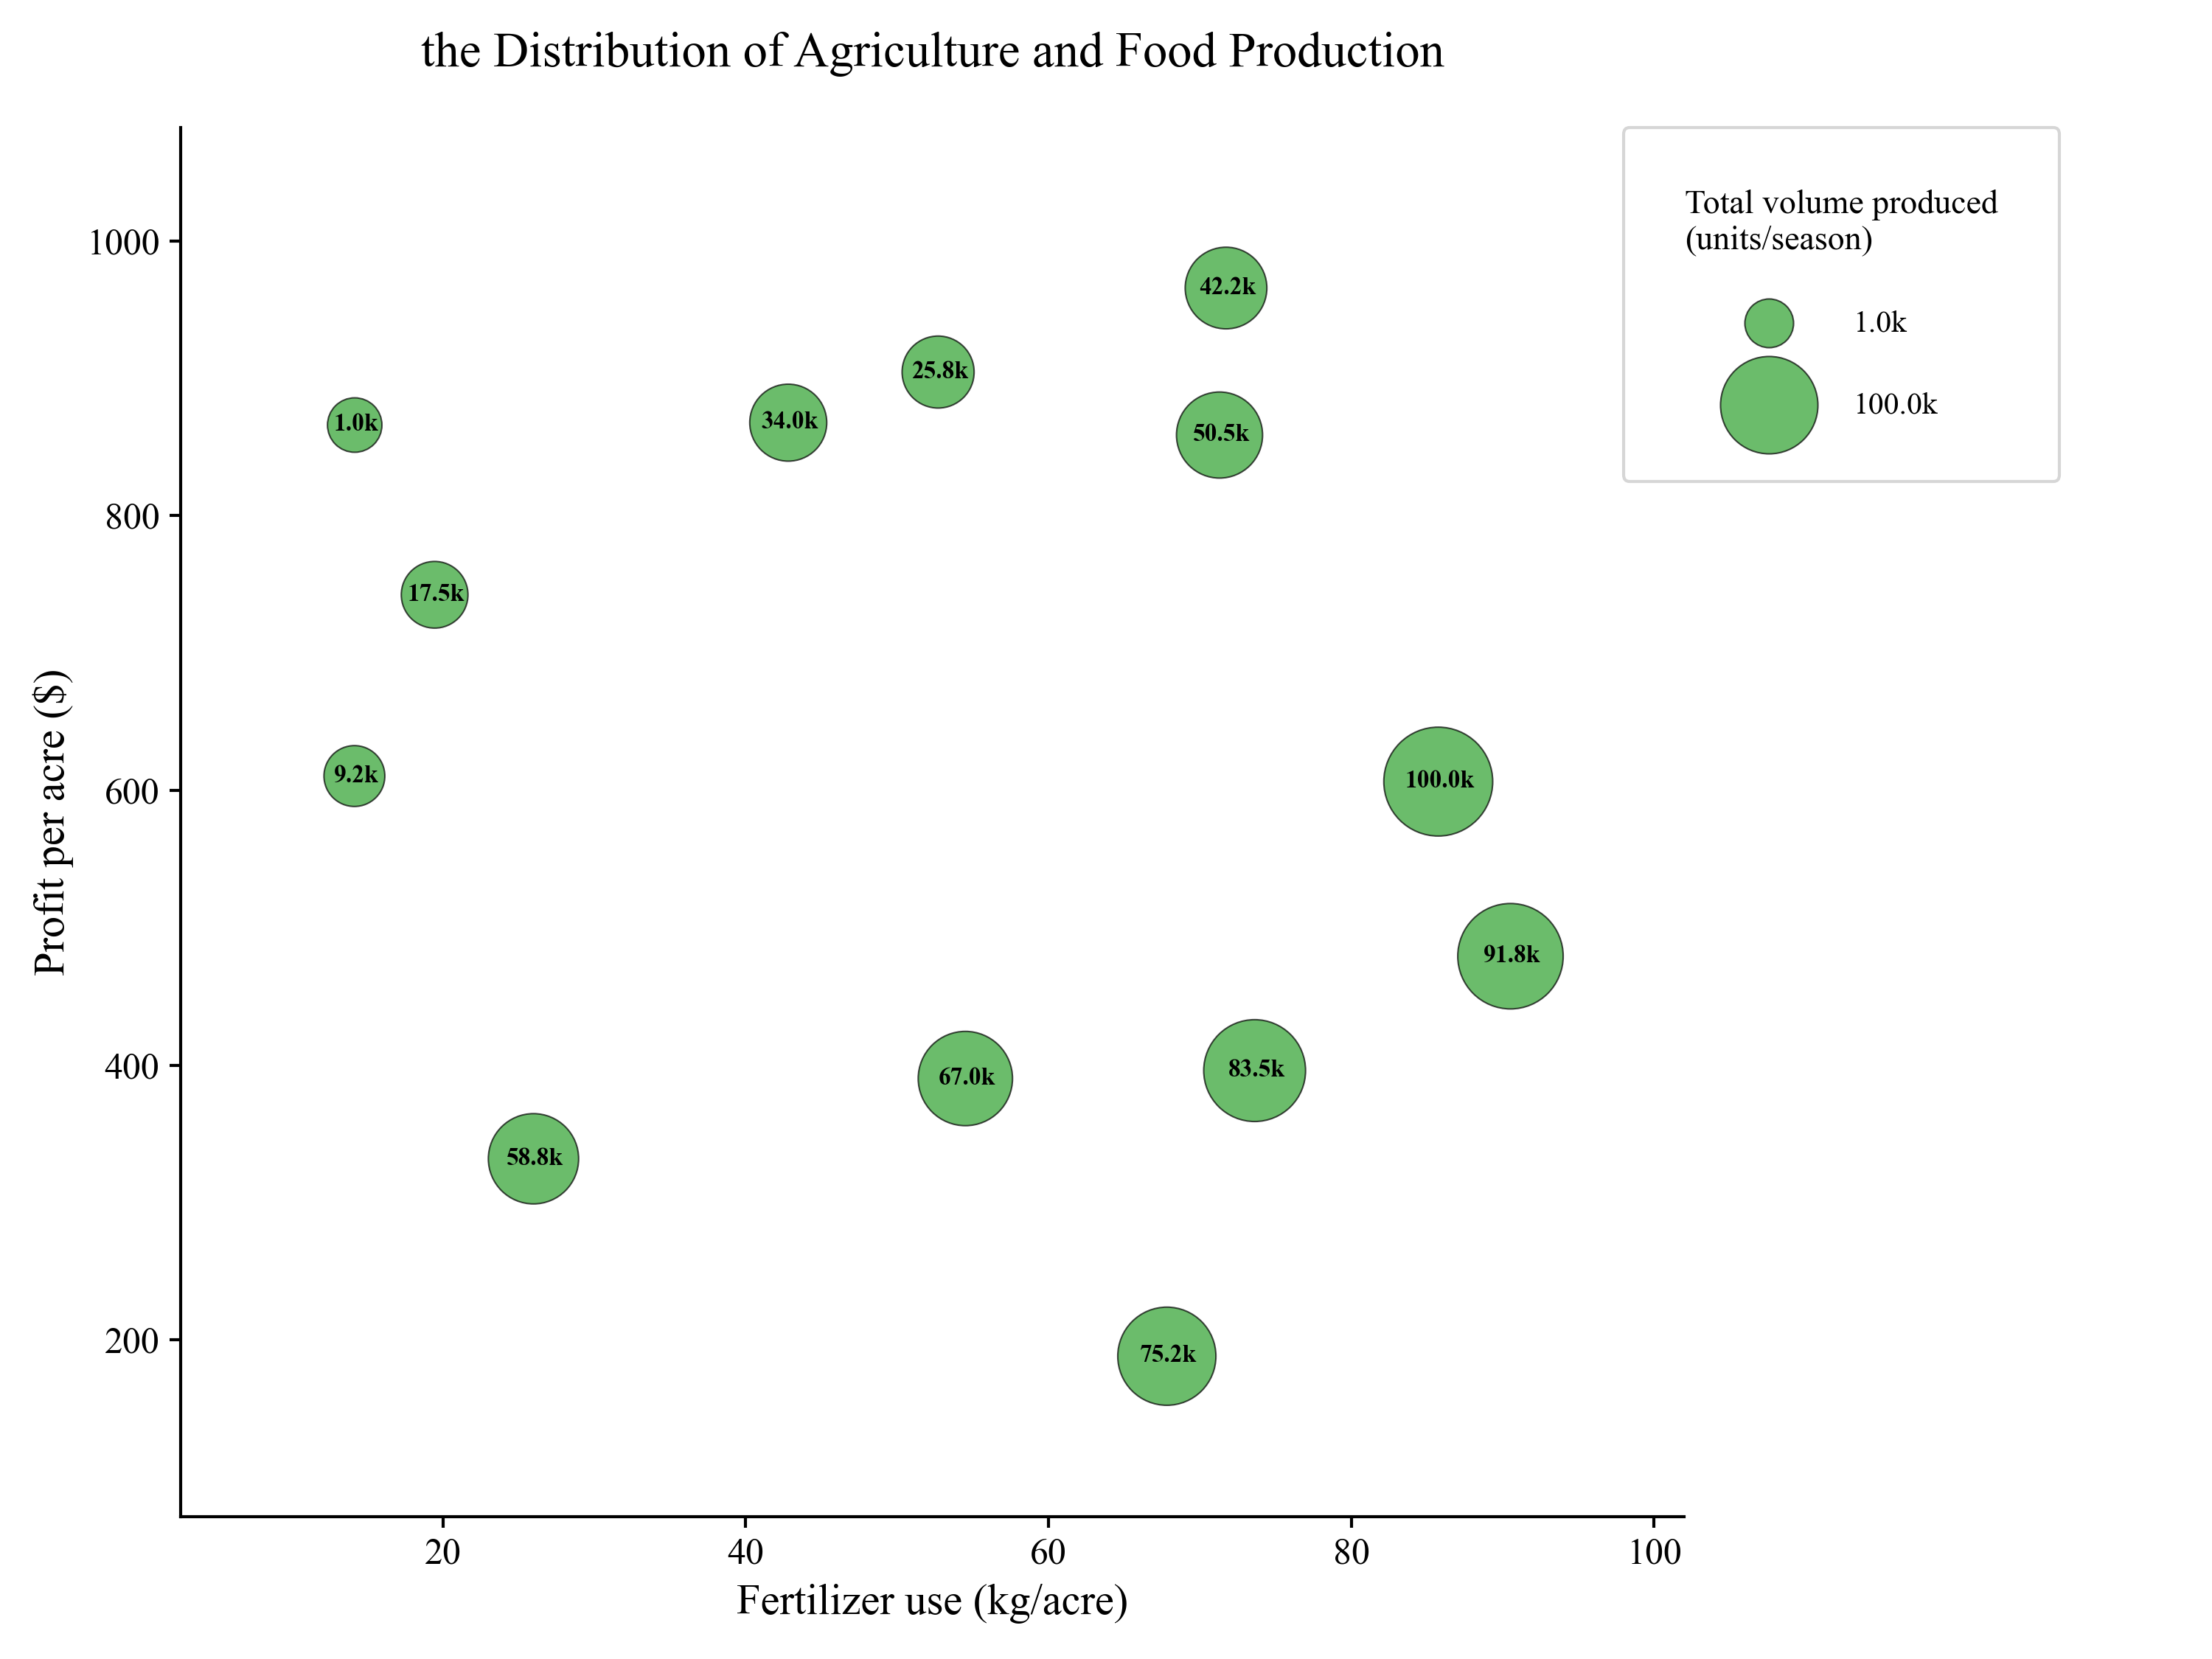 the Distribution of Agriculture and Food Production
Total volume produced
(units/season)
1.0k
100.0k
Profit per acre ($)
1000
800
600
400
200
42.2k
25.8k
34.0k
1.0k
50.5k
17.5k
9.2k
100.0k
91.8k
83.5k
67.0k
58.8k
75.2k
20 40 60 80 100
Fertilizer use (kg/acre)